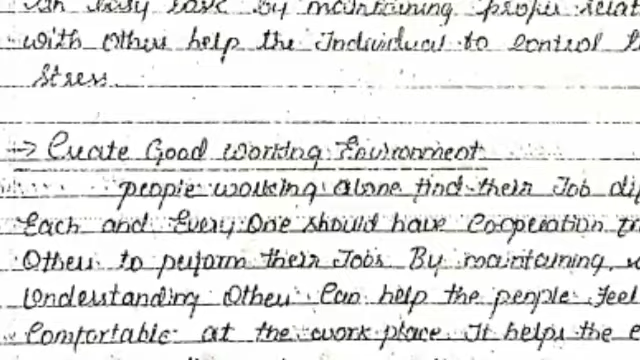 an easy task by maintaining proper relat
with others help the Individual to control
stress.
→ Create Good Working Environment
people working alone find their Job di
Each and Every One should have Cooperation
Others to perform their Jobs. By maintaining
Understanding Others Can help the people feel
Comfortable at the work place. It helps the e